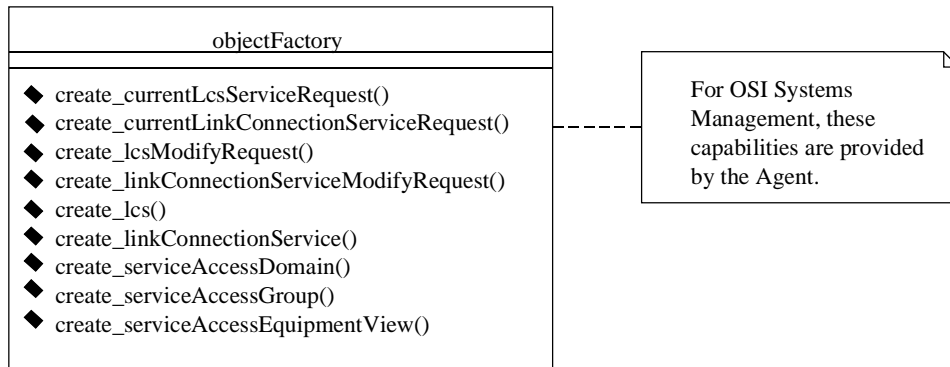 objectFactory
create_currentLcsServiceRequest()
create_currentLinkConnectionServiceRequest()
create_lcsModifyRequest()
create_linkConnectionServiceModifyRequest()
create_lcs()
create_linkConnectionService()
create_serviceAccessDomain()
create_serviceAccessGroup()
create_serviceAccessEquipmentView()
For OSI Systems
Management, these
capabilities are provided
by the Agent.